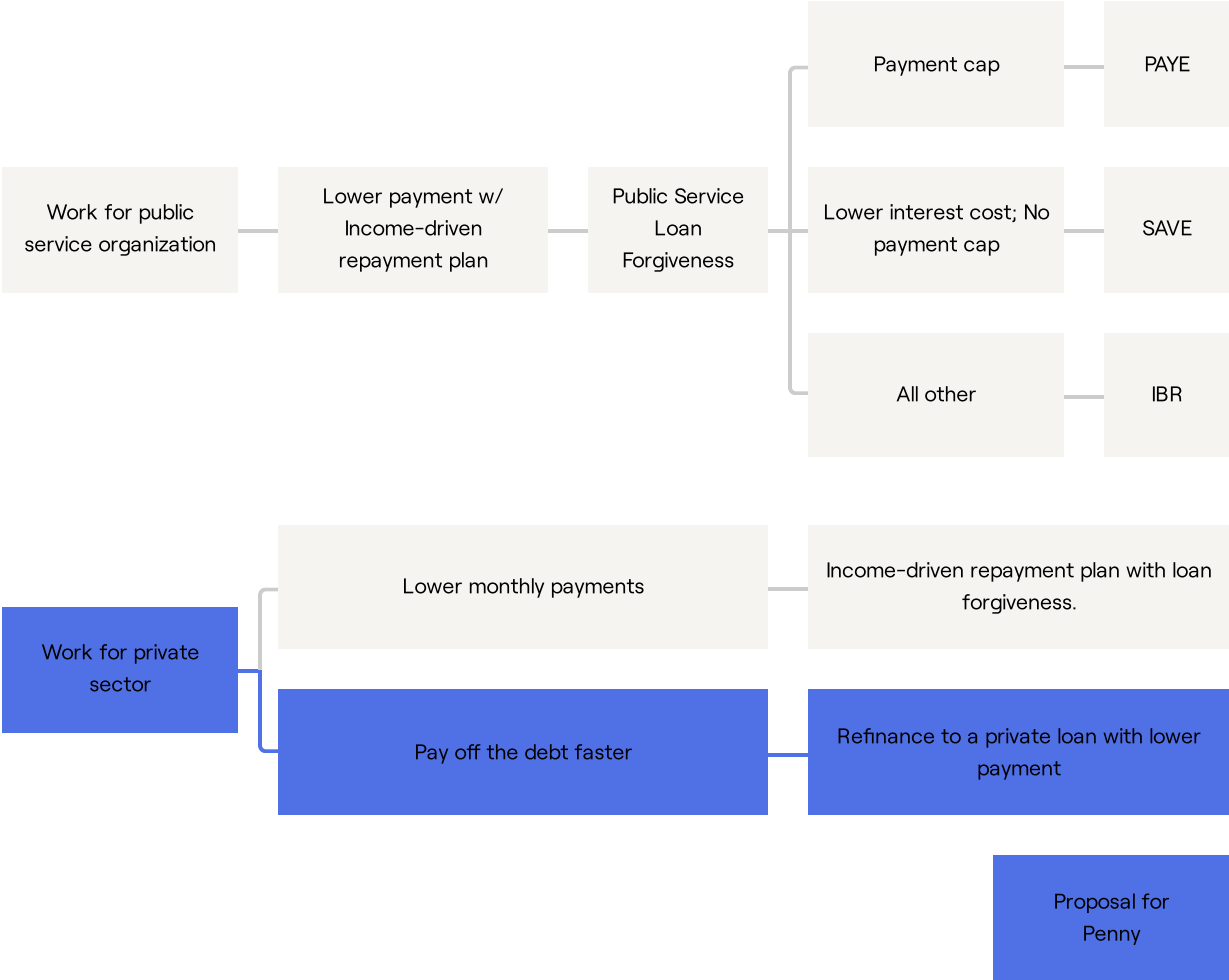 Payment cap
PAYE
Work for public
service organization
Lower payment w/
Income-driven
repayment plan
Public Service
Loan
Forgiveness
Lower interest cost; No
payment cap
SAVE
All other
IBR
Lower monthly payments
Income-driven repayment plan with loan
forgiveness.
Work for private
sector
Pay off the debt faster
Refinance to a private loan with lower
payment
Proposal for
Penny